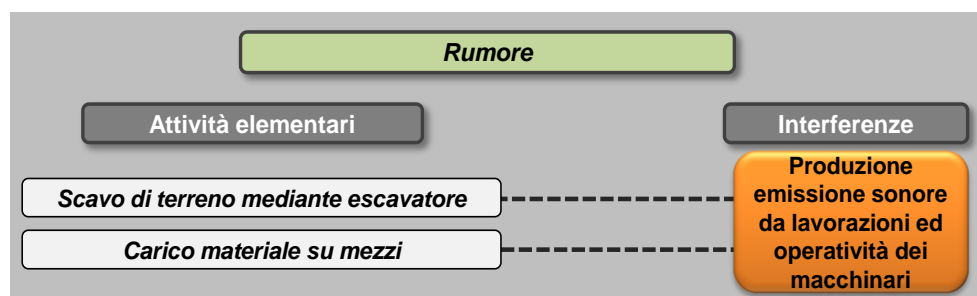 Rumore
Attività elementari
Interferenze
Scavo di terreno mediante escavatore
Carico materiale su mezzi
Produzione
emissione sonore
da lavorazioni ed
operatività dei
macchinari